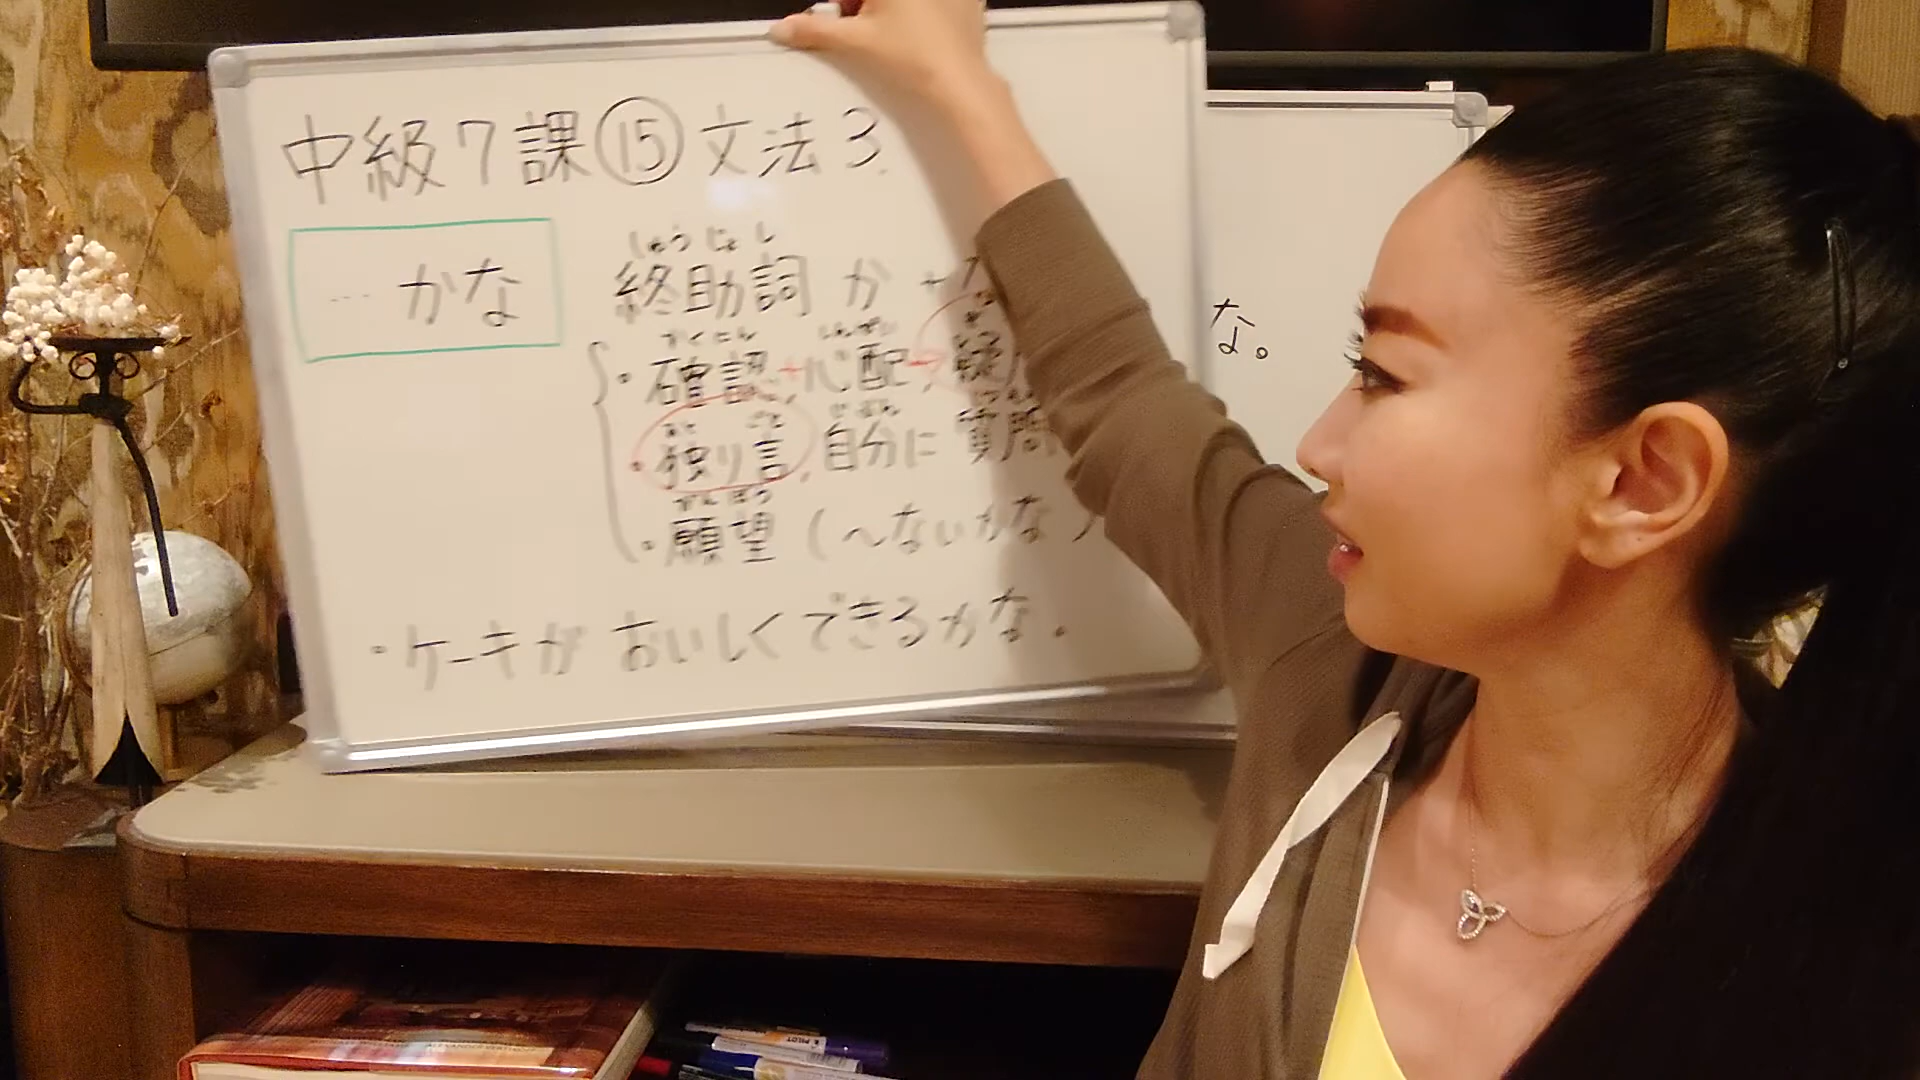 中級7課⑮文法3.
…かな
しゅうじょし
終助詞 か +
かくにん しんぱい
・確認, + 心配,
ごと じぶん
・独り言, 自分に 質問
がんぼう
・願望 (〜ないかな)
・ケーキが おいしくできるかな。
な。
PILOT